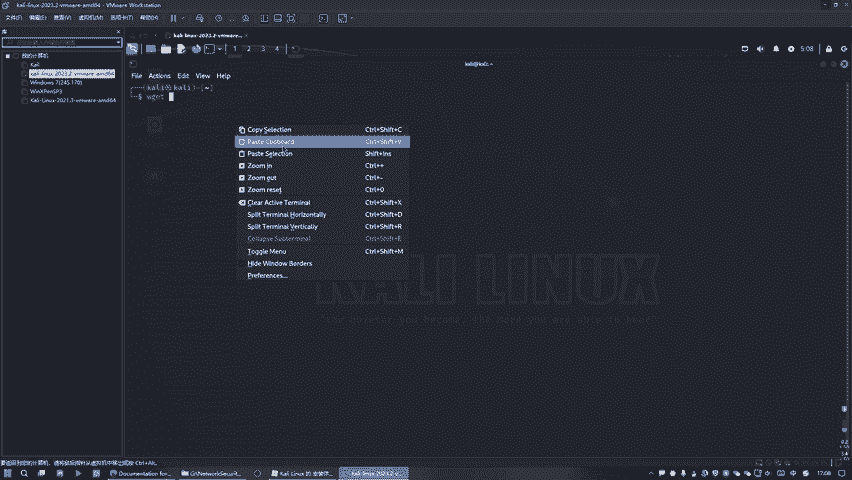 kali-linux-2023.2-vmware-amd64 - VMware Workstation
文件(F) 编辑(E) 查看(V) 虚拟机(M) 选项卡(T) 帮助(H)
库
我的计算机
Kali
kali-linux-2023.2-vmware-amd64
Windows 7(245.170)
WinXPenSP3
Kali-Linux-2021.3-vmware-amd64
kali-linux-2023.2-vmware-a...
1 2 3 4
5:08
kali@kali: ~
File Actions Edit View Help
(kali㉿kali)-[~]
$ wget
Copy Selection Ctrl+Shift+C
Paste Clipboard Ctrl+Shift+V
Paste Selection Shift+Ins
Zoom in Ctrl++
Zoom out Ctrl+-
Zoom reset Ctrl+0
Clear Active Terminal Ctrl+Shift+X
Split Terminal Horizontally Ctrl+Shift+D
Split Terminal Vertically Ctrl+Shift+R
Collapse Subterminal Ctrl+Shift+E
Toggle Menu Ctrl+Shift+M
Hide Window Borders
Preferences...
KALI LINUX
"the quieter you become, the more you are able to hear"
要返回到您的计算机，请将鼠标指针从虚拟机中移出或按 Ctrl+Alt。
Documentation for...
G:\NetworkSecurit...
Kali Linux 的
kali-linux-2023.2-v...
中
17:08